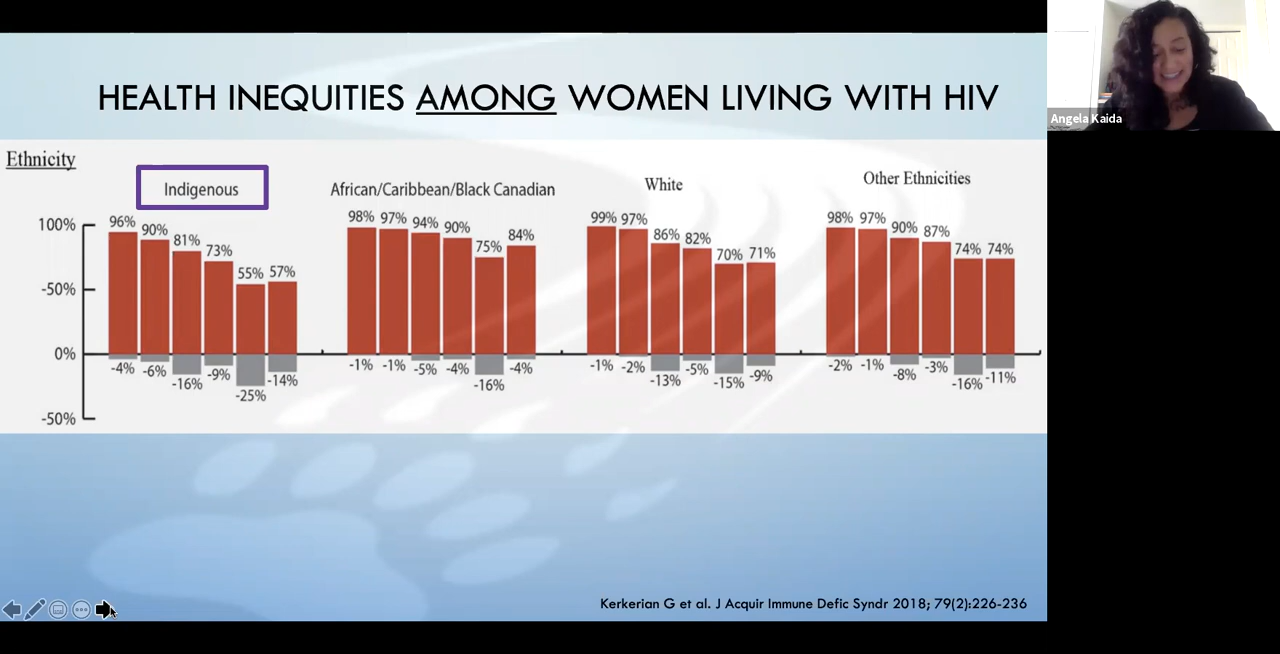 HEALTH INEQUITIES AMONG WOMEN LIVING WITH HIV
Angela Kaida
Ethnicity
Indigenous
African/Caribbean/Black Canadian
White
Other Ethnicities
100%
-50%
0%
-50%
96% 90% 81% 73% 55% 57%
-4% -6% -16% -9% -25% -14%
98% 97% 94% 90% 75% 84%
-1% -1% -5% -4% -16% -4%
99% 97% 86% 82% 70% 71%
-1% -2% -13% -5% -15% -9%
98% 97% 90% 87% 74% 74%
-2% -1% -8% -3% -16% -11%
Kerkerian G et al. J Acquir Immune Defic Syndr 2018; 79(2):226-236